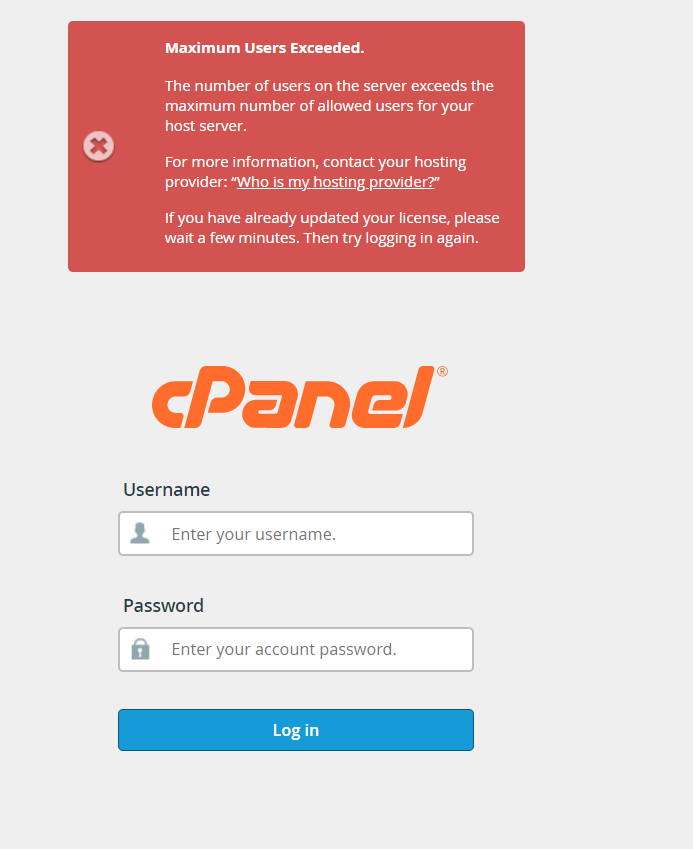 Maximum Users Exceeded.
The number of users on the server exceeds the
maximum number of allowed users for your
host server.
For more information, contact your hosting
provider: “Who is my hosting provider?”
If you have already updated your license, please
wait a few minutes. Then try logging in again.
cPanel®
Username
Enter your username.
Password
Enter your account password.
Log in